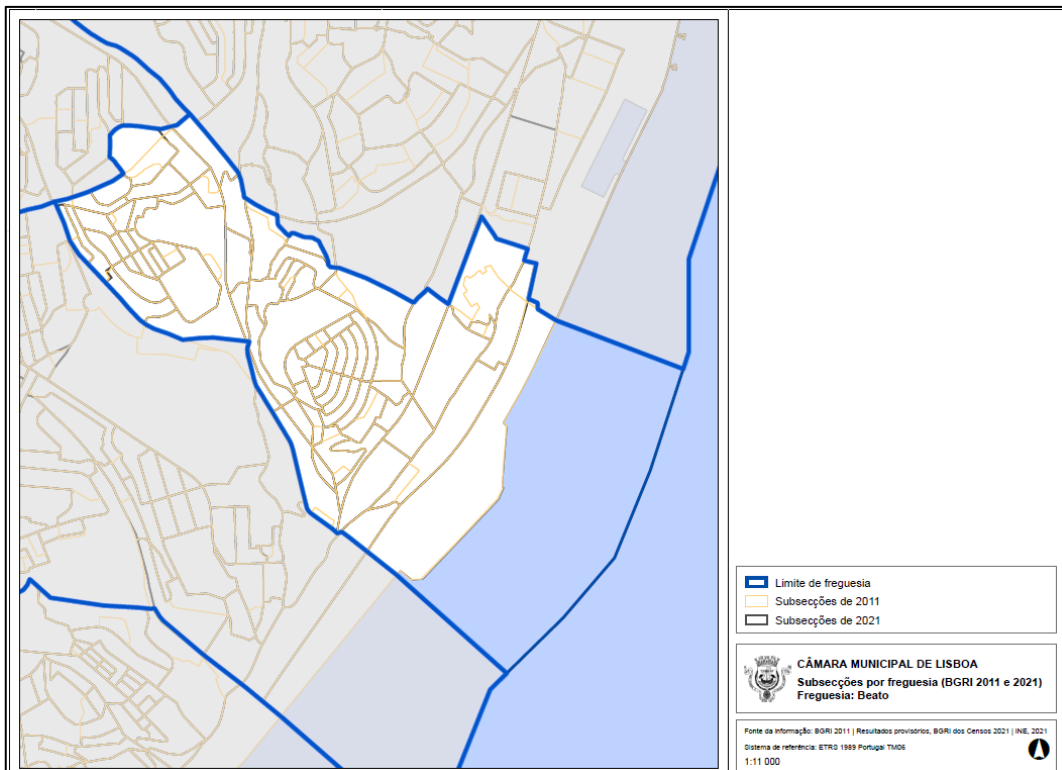 Limite de freguesia
Subsecções de 2011
Subsecções de 2021
CÂMARA MUNICIPAL DE LISBOA
Subsecções por freguesia (BGRI 2011 e 2021)
Freguesia: Beato
Fonte da Informação: BGRI 2011 | Resultados provisórios, BGRI dos Censos 2021 | INE, 2021
Sistema de referência: ETRS 1989 Portugal TM06
1:11 000